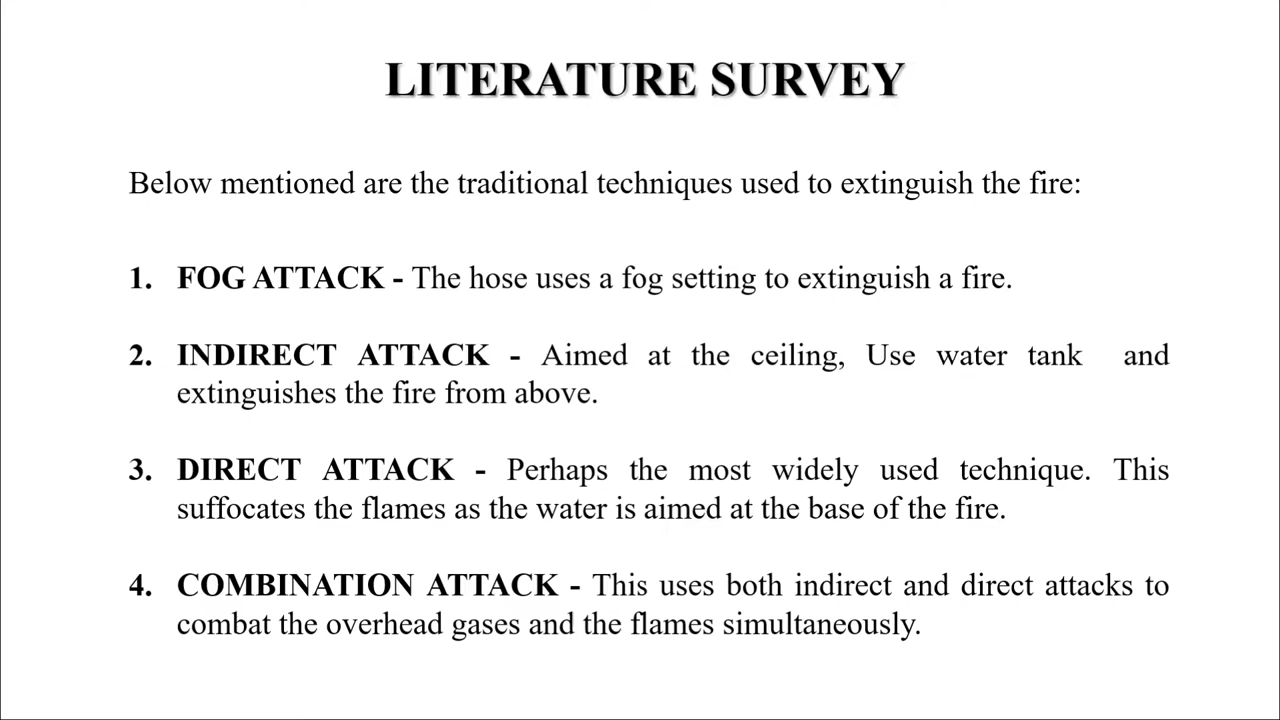 LITERATURE SURVEY
Below mentioned are the traditional techniques used to extinguish the fire:
1. FOG ATTACK - The hose uses a fog setting to extinguish a fire.
2. INDIRECT ATTACK - Aimed at the ceiling, Use water tank and
extinguishes the fire from above.
3. DIRECT ATTACK - Perhaps the most widely used technique. This
suffocates the flames as the water is aimed at the base of the fire.
4. COMBINATION ATTACK - This uses both indirect and direct attacks to
combat the overhead gases and the flames simultaneously.